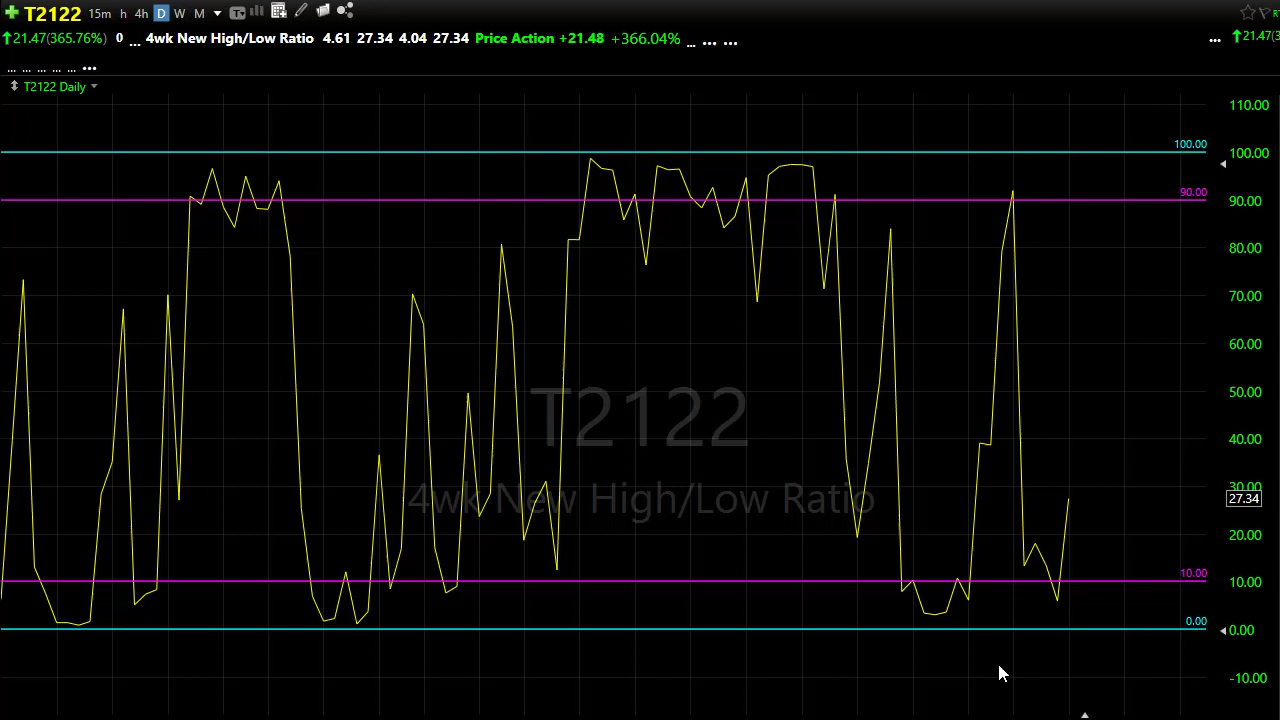 T2122 15m h 4h D W M T
21.47(365.76%) 0 ... 4wk New High/Low Ratio 4.61 27.34 4.04 27.34 Price Action +21.48 +366.04% ... ... ... ... 21.47(3
... ... ... ... ... ...
T2122 Daily
110.00
100.00 100.00
90.00 90.00
80.00
70.00
60.00
50.00
T2122
40.00
4wk New High/Low Ratio
30.00
27.34
20.00
10.00 10.00
0.00 0.00
-10.00